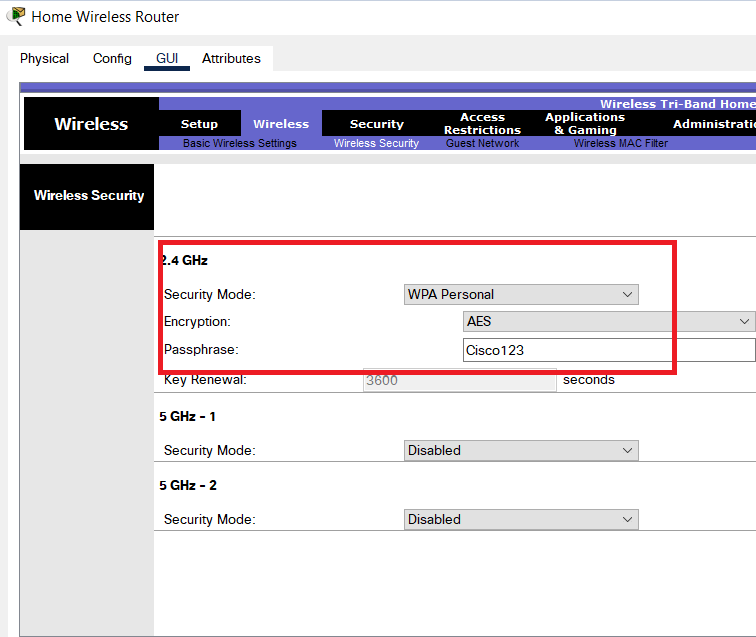 Home Wireless Router
Physical Config GUI Attributes
Wireless Tri-Band Home
Wireless Setup Wireless Security Access Restrictions Applications & Gaming Administratio
Basic Wireless Settings Wireless Security Guest Network Wireless MAC Filter
Wireless Security
2.4 GHz
Security Mode: WPA Personal
Encryption: AES
Passphrase: Cisco123
Key Renewal: 3600 seconds
5 GHz - 1
Security Mode: Disabled
5 GHz - 2
Security Mode: Disabled